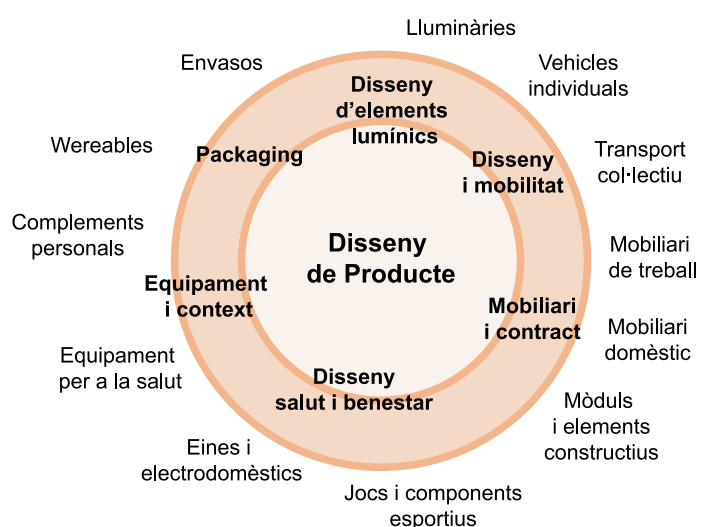 Lluminàries
Envasos
Vehicles
individuals
Disseny
d’elements
lumínics
Wereables
Packaging
Disseny
i mobilitat
Transport
col·lectiu
Complements
personals
Disseny
de Producte
Mobiliari
de treball
Equipament
i context
Mobiliari
i contract
Mobiliari
domèstic
Equipament
per a la salut
Disseny
salut i benestar
Mòduls
i elements
constructius
Eines i
electrodomèstics
Jocs i components
esportius